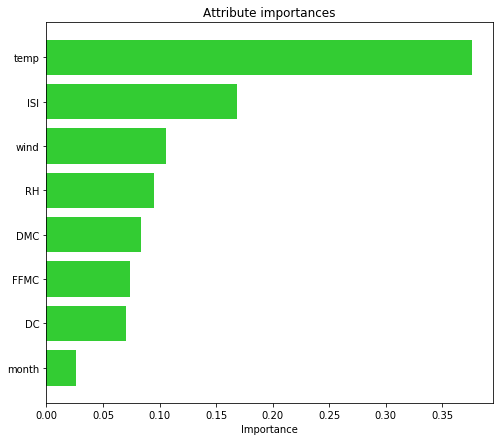 Attribute importances
temp
ISI
wind
RH
DMC
FFMC
DC
month
0.00 0.05 0.10 0.15 0.20 0.25 0.30 0.35
Importance